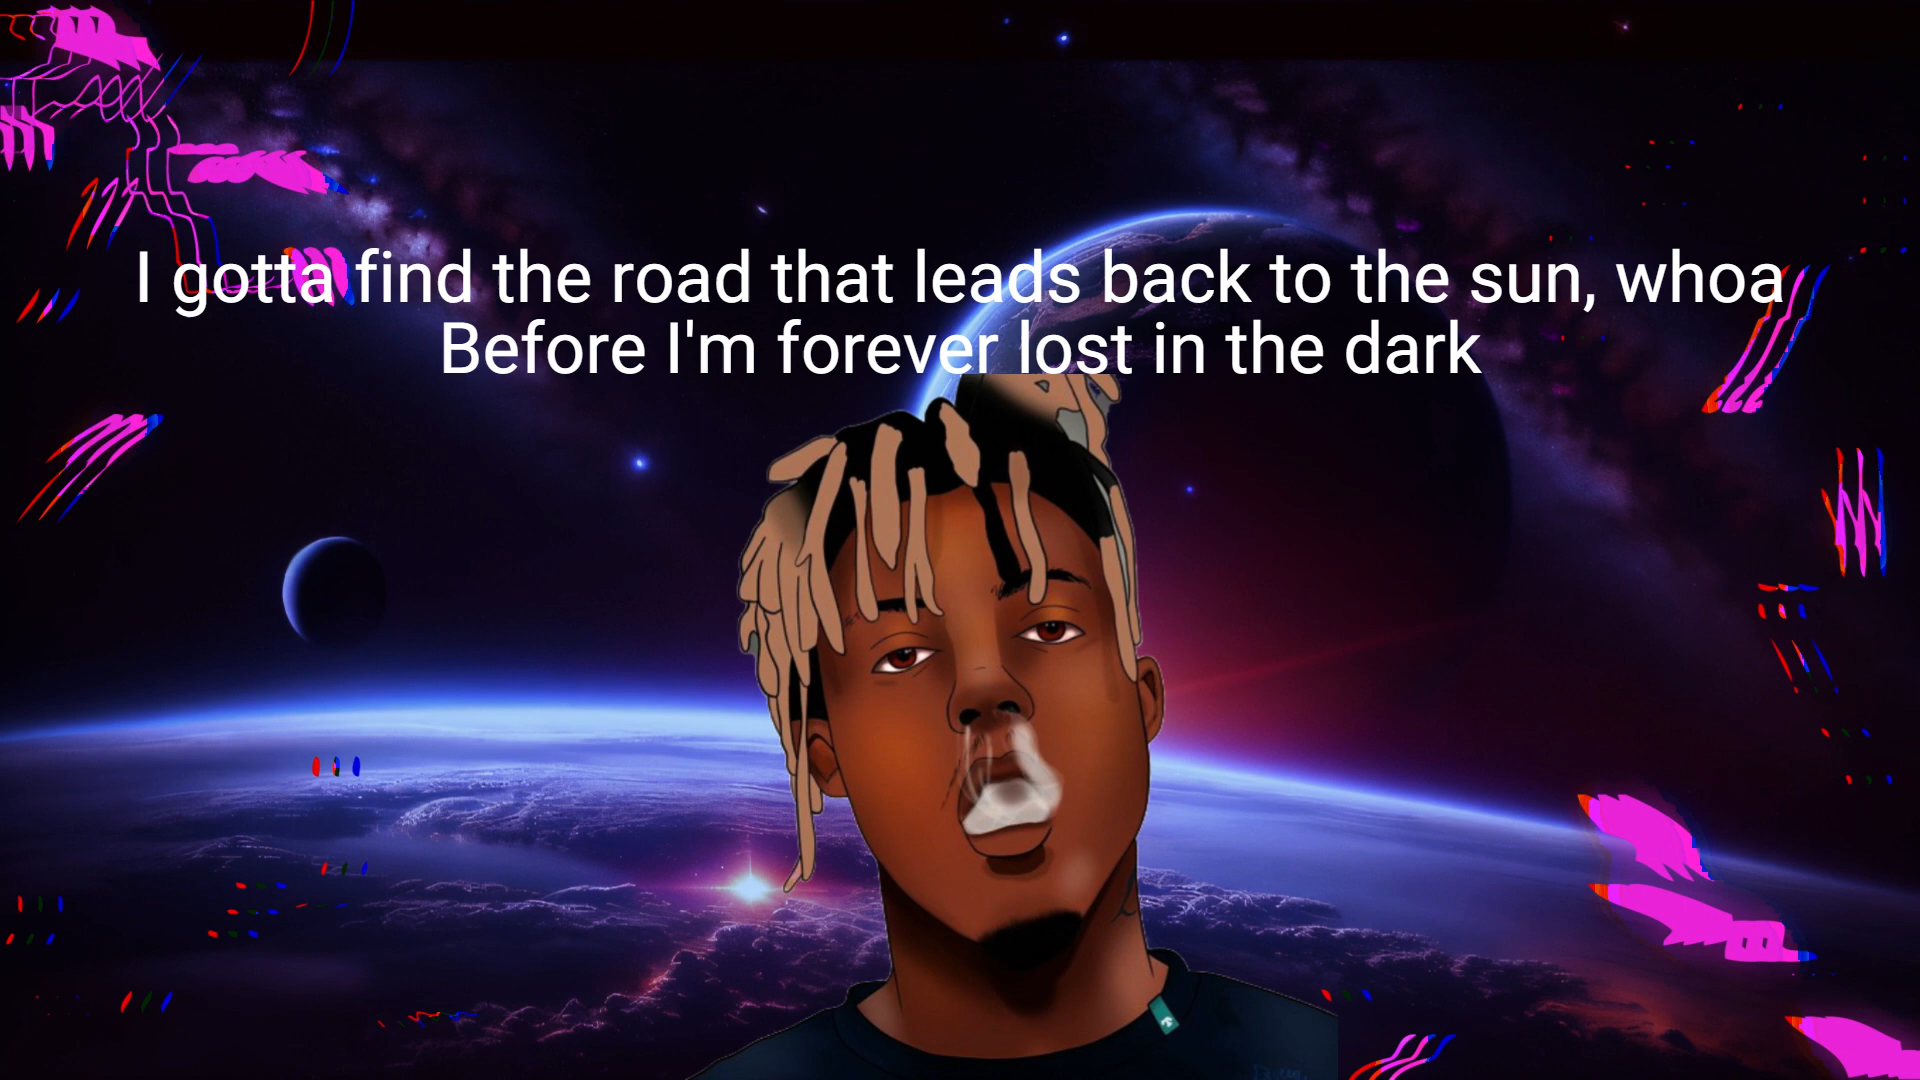 I gotta find the road that leads back to the sun, whoa
Before I'm forever lost in the dark